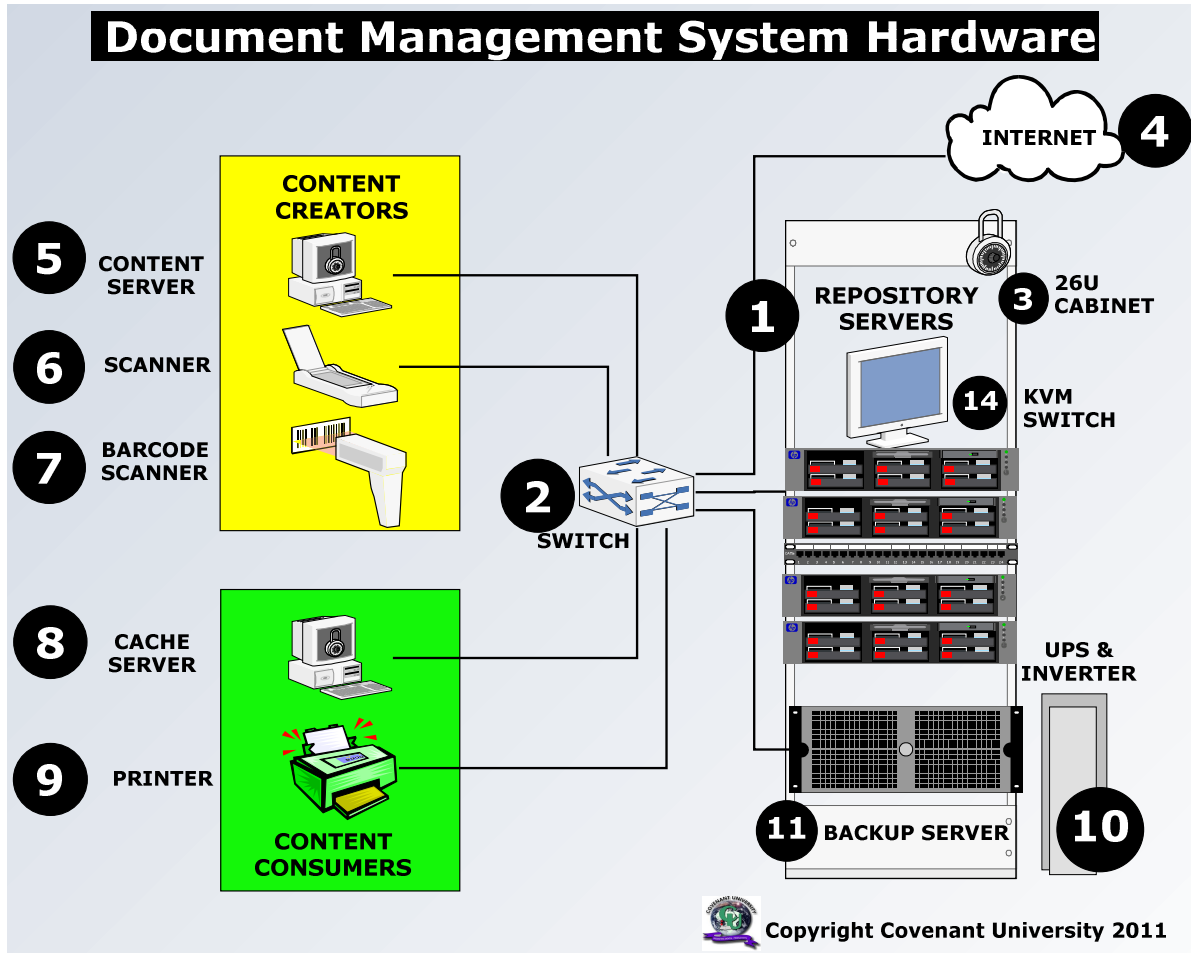 Document Management System Hardware
INTERNET
4
CONTENT
CREATORS
5
CONTENT
SERVER
6
SCANNER
7
BARCODE
SCANNER
1
REPOSITORY
SERVERS
3
26U
CABINET
14
KVM
SWITCH
2
SWITCH
8
CACHE
SERVER
9
PRINTER
CONTENT
CONSUMERS
UPS &
INVERTER
10
11
BACKUP SERVER
COVENANT UNIVERSITY
Copyright Covenant University 2011